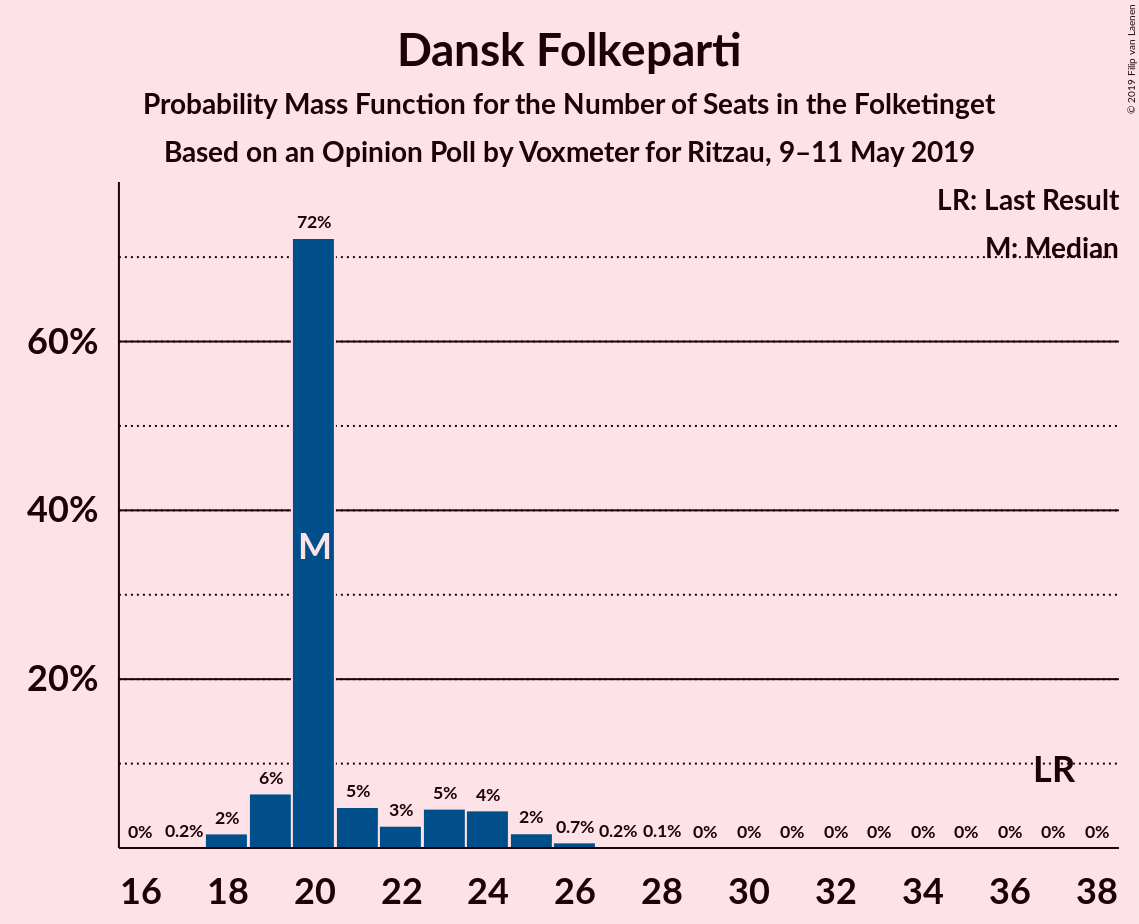 Dansk Folkeparti
Probability Mass Function for the Number of Seats in the Folketinget
Based on an Opinion Poll by Voxmeter for Ritzau, 9–11 May 2019
© 2019 Filip van Laenen
LR: Last Result
M: Median
60%
40%
20%
0% 0.2% 2% 6% 72% 5% 3% 5% 4% 2% 0.7% 0.2% 0.1% 0% 0% 0% 0% 0% 0% 0% 0% 0% 0%
M
LR
16 18 20 22 24 26 28 30 32 34 36 38